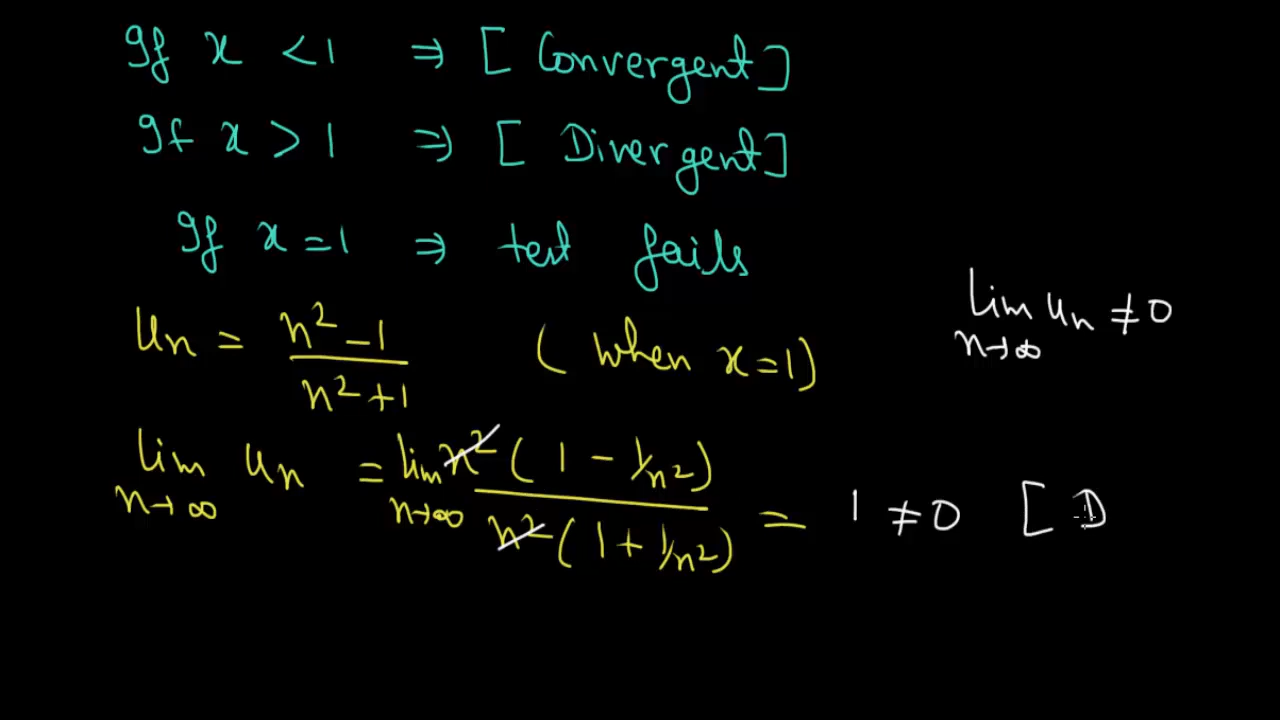 If x < 1 ⇒ [ Convergent ]
If x > 1 ⇒ [ Divergent ]
If x = 1 ⇒ test fails
lim n→∞ un ≠ 0
un = n² - 1 / n² + 1 ( when x = 1 )
lim n→∞ un = lim n→∞ n² ( 1 - 1/n² ) / n² ( 1 + 1/n² ) = 1 ≠ 0 [ D